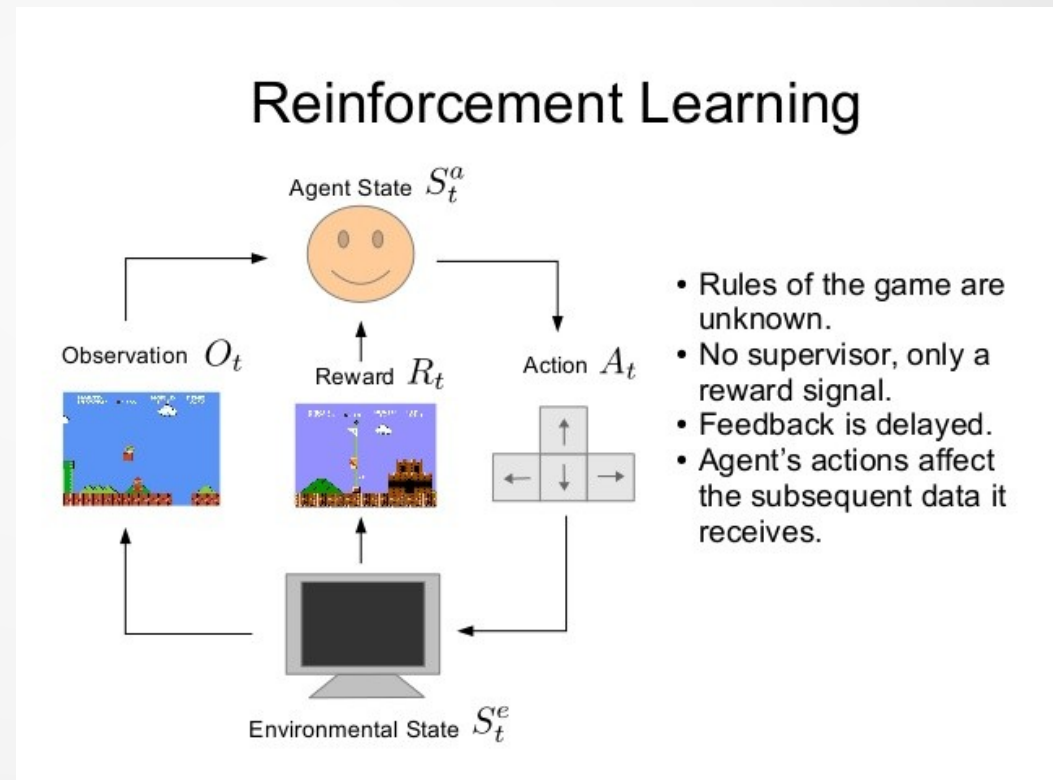 Reinforcement Learning
Agent State S_t^a
Observation O_t
Reward R_t
Action A_t
Environmental State S_t^e
• Rules of the game are
unknown.
• No supervisor, only a
reward signal.
• Feedback is delayed.
• Agent's actions affect
the subsequent data it
receives.